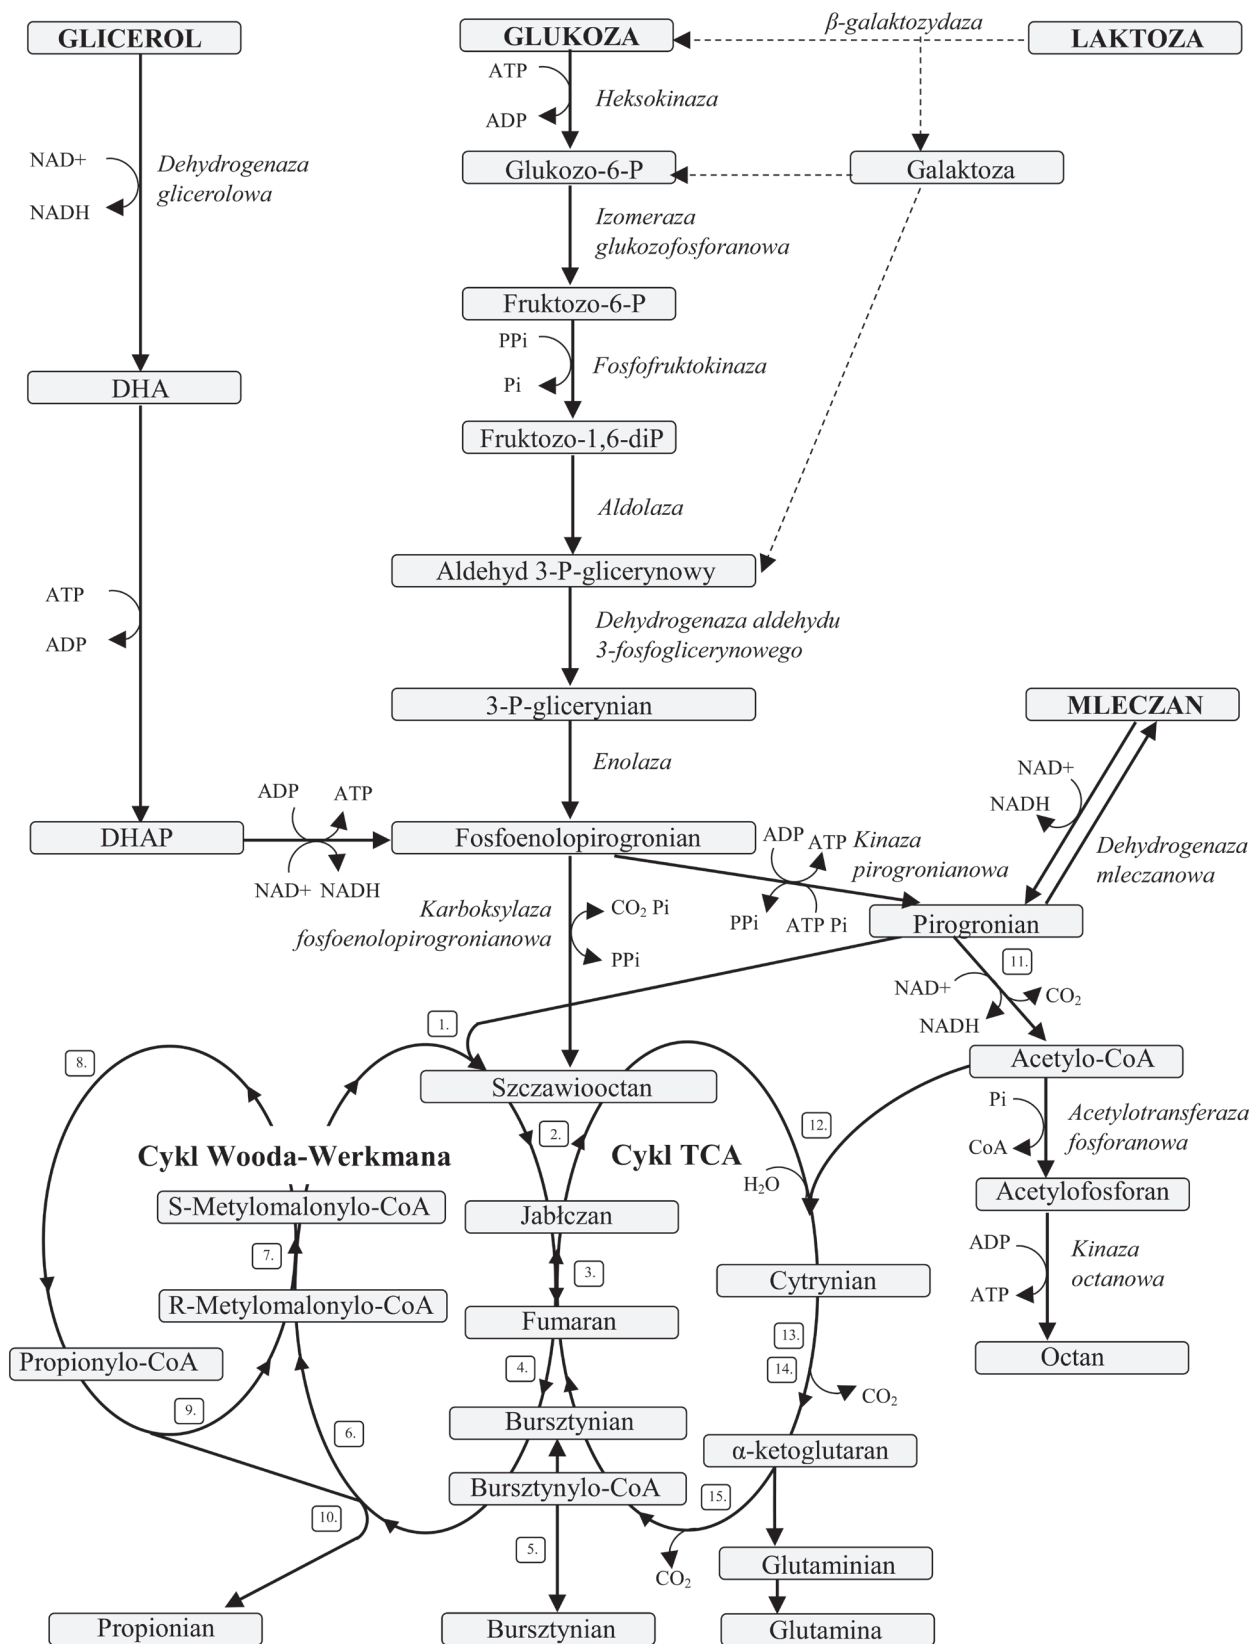 GLICEROL
GLUKOZA
β-galaktozydaza
LAKTOZA
ATP
ADP
Heksokinaza
NAD+
NADH
Dehydrogenaza
glicerolowa
Glukozo-6-P
Galaktoza
Izomeraza
glukozofosforanowa
Fruktozo-6-P
PPi
Pi
Fosfofruktokinaza
DHA
Fruktozo-1,6-diP
Aldolaza
Aldehyd 3-P-glicerynowy
ATP
ADP
Dehydrogenaza aldehydu
3-fosfoglicerynowego
3-P-glicerynian
MLECZAN
Enolaza
NAD+
NADH
Dehydrogenaza
mleczanowa
ADP
ATP
DHAP
NAD+ NADH
Fosfoenolopirogronian
ADP
ATP
Kinaza
pirogronianowa
PPi
ATP Pi
Pirogronian
Karboksylaza
fosfoenolopirogronianowa
CO₂ Pi
PPi
11.
NAD+
NADH
CO₂
1.
8.
Szczawiooctan
Acetylo-CoA
Pi
CoA
Acetylotransferaza
fosforanowa
2.
12.
Cykl Wooda-Werkmana
Cykl TCA
H₂O
S-Metylomalonylo-CoA
Jabłczan
Acetylofosforan
7.
3.
ADP
ATP
Kinaza
octanowa
Cytrynian
R-Metylomalonylo-CoA
Fumaran
13.
Octan
Propionylo-CoA
4.
14.
CO₂
9.
6.
Bursztynian
α-ketoglutaran
Bursztynylo-CoA
15.
10.
5.
CO₂
Glutaminian
Propionian
Bursztynian
Glutamina